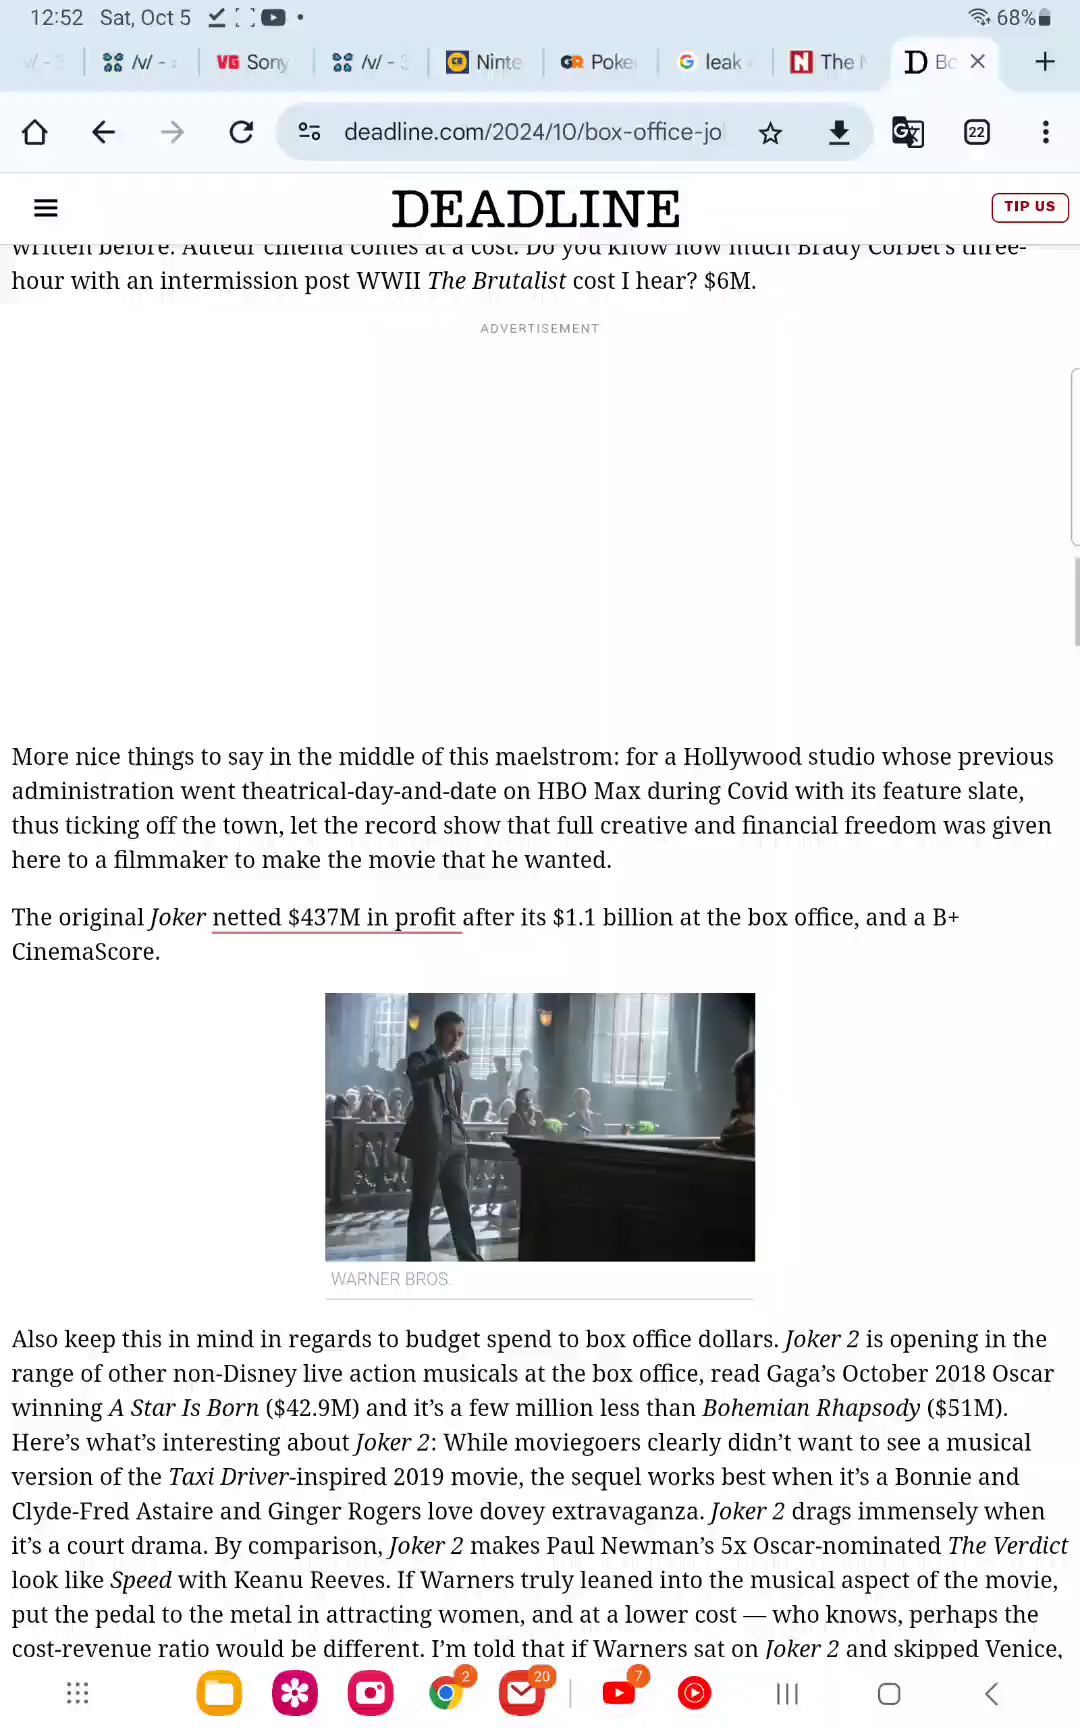 12:52 Sat, Oct 5 68%
/v/ - VG Sony /v/ - 3 Ninte GR Poke G leak N The D Bo
deadline.com/2024/10/box-office-jo 22
DEADLINE TIP US
written before. Auteur cinema comes at a cost. Do you know how much Brady Corbet's three-
hour with an intermission post WWII The Brutalist cost I hear? $6M.
ADVERTISEMENT
More nice things to say in the middle of this maelstrom: for a Hollywood studio whose previous
administration went theatrical-day-and-date on HBO Max during Covid with its feature slate,
thus ticking off the town, let the record show that full creative and financial freedom was given
here to a filmmaker to make the movie that he wanted.
The original Joker netted $437M in profit after its $1.1 billion at the box office, and a B+
CinemaScore.
WARNER BROS.
Also keep this in mind in regards to budget spend to box office dollars. Joker 2 is opening in the
range of other non-Disney live action musicals at the box office, read Gaga's October 2018 Oscar
winning A Star Is Born ($42.9M) and it's a few million less than Bohemian Rhapsody ($51M).
Here's what's interesting about Joker 2: While moviegoers clearly didn't want to see a musical
version of the Taxi Driver-inspired 2019 movie, the sequel works best when it's a Bonnie and
Clyde-Fred Astaire and Ginger Rogers love dovey extravaganza. Joker 2 drags immensely when
it's a court drama. By comparison, Joker 2 makes Paul Newman's 5x Oscar-nominated The Verdict
look like Speed with Keanu Reeves. If Warners truly leaned into the musical aspect of the movie,
put the pedal to the metal in attracting women, and at a lower cost — who knows, perhaps the
cost-revenue ratio would be different. I'm told that if Warners sat on Joker 2 and skipped Venice,
2 20 7